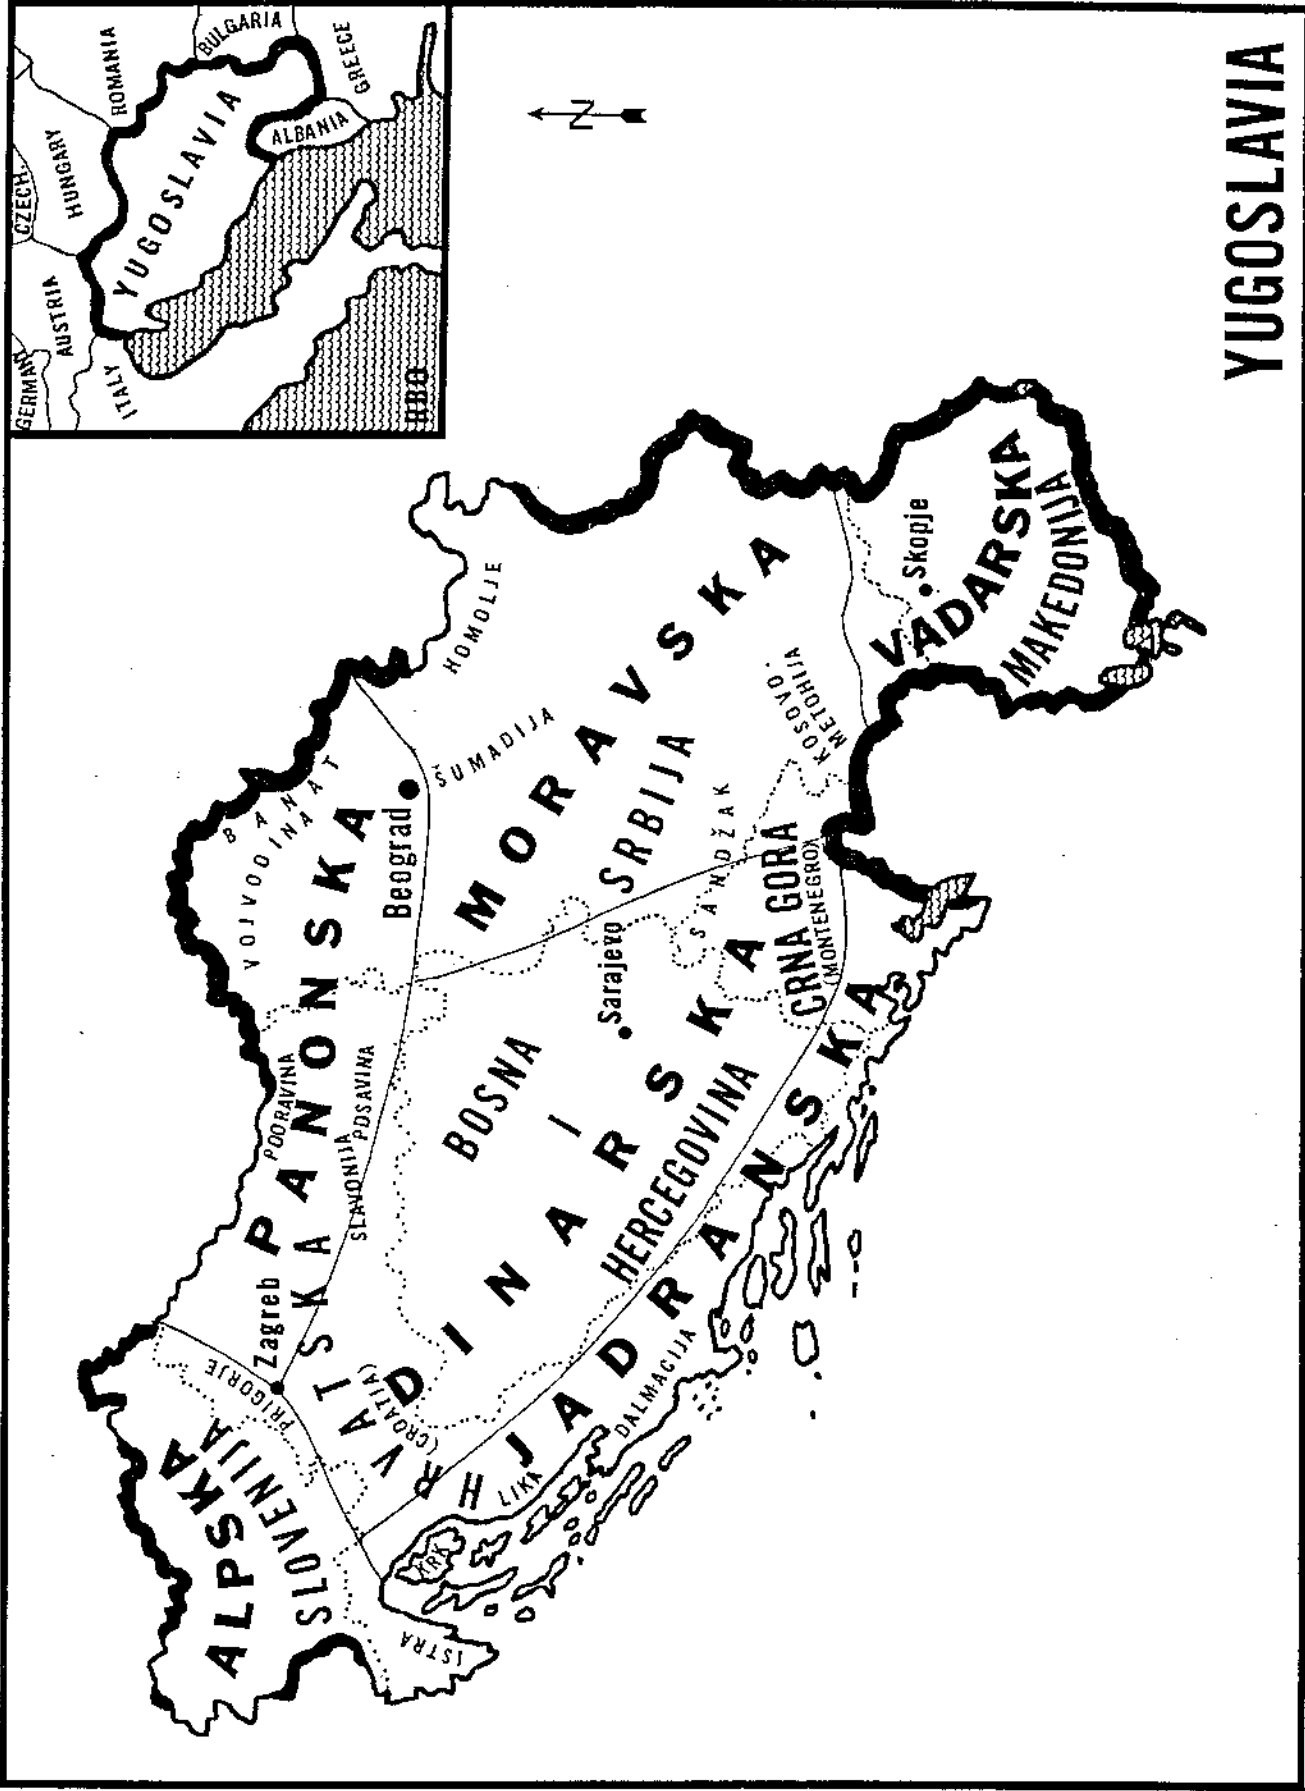 YUGOSLAVIA
GERMAN
CZECH.
AUSTRIA
HUNGARY
ROMANIA
BULGARIA
ITALY
YUGOSLAVIA
ALBANIA
GREECE
RBO
N
ALPSKA
SLOVENIJA
PRIGORJE
Zagreb
ISTRA
KRK
LIKA
HRVATSKA
(CROATIA)
PANONSKA
PODRAVINA
SLAVONIJA
POSAVINA
VOJVODINA
BANAT
Beograd
ŠUMADIJA
HOMOLJE
MORAVSKA
SRBIJA
BOSNA
I
HERCEGOVINA
Sarajevo
DINARSKA
JADRANSKA
DALMACIJA
SANDŽAK
CRNA GORA
(MONTENEGRO)
KOSOVO.
METOHIJA
Skopje
VADARSKA
MAKEDONIJA